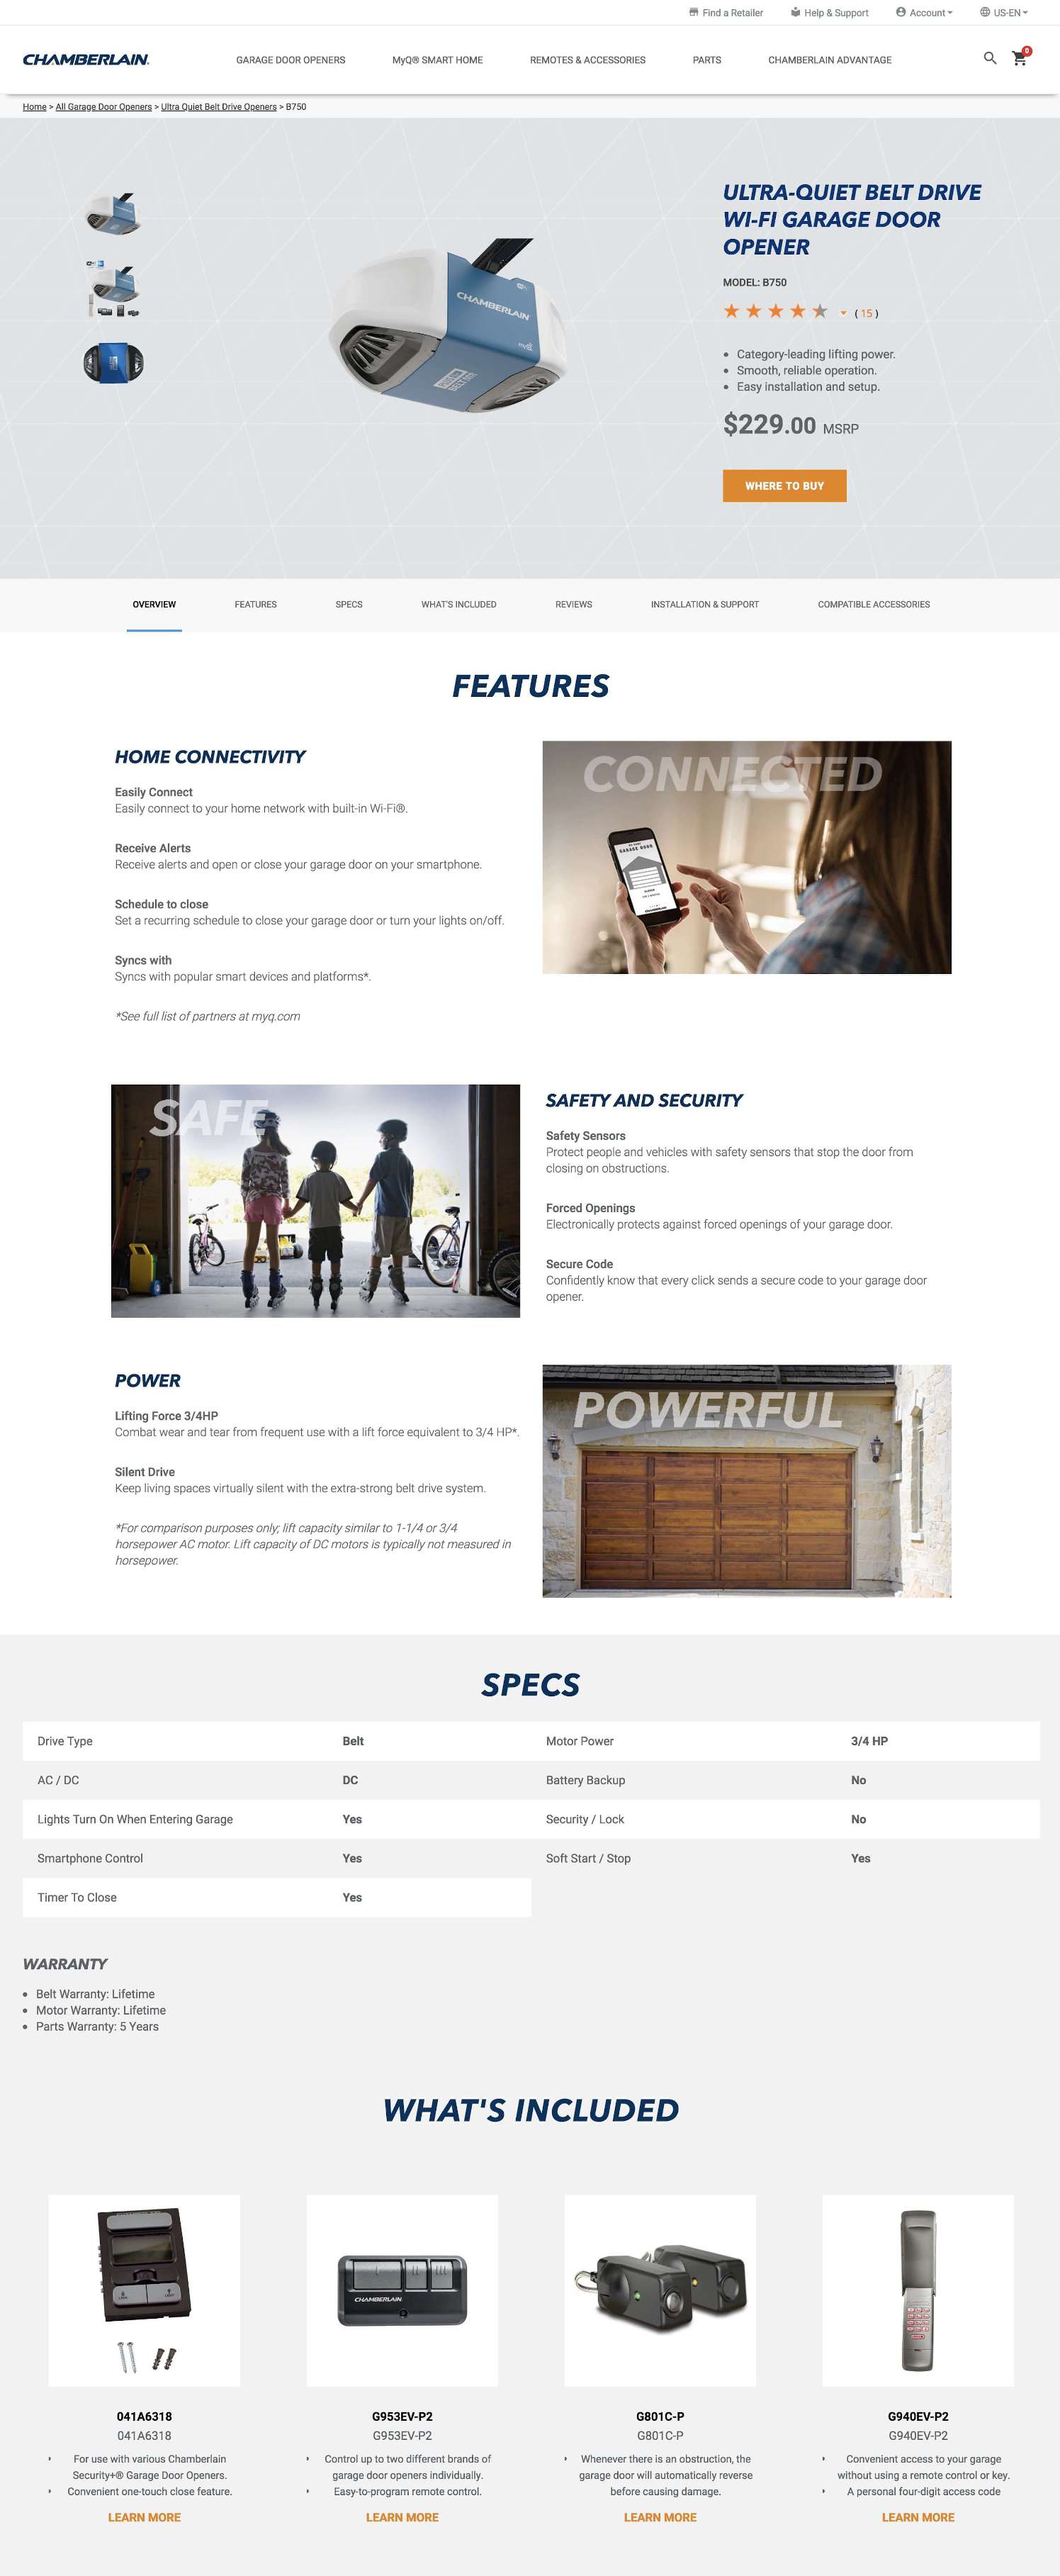 Find a Retailer
Help & Support
Account
US-EN
CHAMBERLAIN
GARAGE DOOR OPENERS
MyQ® SMART HOME
REMOTES & ACCESSORIES
PARTS
CHAMBERLAIN ADVANTAGE
0
Home > All Garage Door Openers > Ultra Quiet Belt Drive Openers > B750
CHAMBERLAIN
myQ
ULTRA-QUIET BELT DRIVE
WI-FI GARAGE DOOR
OPENER
MODEL: B750
( 15 )
• Category-leading lifting power.
• Smooth, reliable operation.
• Easy installation and setup.
$229.00 MSRP
WHERE TO BUY
OVERVIEW
FEATURES
SPECS
WHAT'S INCLUDED
REVIEWS
INSTALLATION & SUPPORT
COMPATIBLE ACCESSORIES
FEATURES
HOME CONNECTIVITY
Easily Connect
Easily connect to your home network with built-in Wi-Fi®.
Receive Alerts
Receive alerts and open or close your garage door on your smartphone.
Schedule to close
Set a recurring schedule to close your garage door or turn your lights on/off.
Syncs with
Syncs with popular smart devices and platforms*.
*See full list of partners at myq.com
CONNECTED
GARAGE DOOR
CHAMBERLAIN
SAFE
SAFETY AND SECURITY
Safety Sensors
Protect people and vehicles with safety sensors that stop the door from
closing on obstructions.
Forced Openings
Electronically protects against forced openings of your garage door.
Secure Code
Confidently know that every click sends a secure code to your garage door
opener.
POWER
Lifting Force 3/4HP
Combat wear and tear from frequent use with a lift force equivalent to 3/4 HP*.
Silent Drive
Keep living spaces virtually silent with the extra-strong belt drive system.
*For comparison purposes only; lift capacity similar to 1-1/4 or 3/4
horsepower AC motor. Lift capacity of DC motors is typically not measured in
horsepower.
POWERFUL
SPECS
Drive Type Belt Motor Power 3/4 HP
AC / DC DC Battery Backup No
Lights Turn On When Entering Garage Yes Security / Lock No
Smartphone Control Yes Soft Start / Stop Yes
Timer To Close Yes
WARRANTY
• Belt Warranty: Lifetime
• Motor Warranty: Lifetime
• Parts Warranty: 5 Years
WHAT'S INCLUDED
CHAMBERLAIN
041A6318
041A6318
• For use with various Chamberlain
Security+® Garage Door Openers.
• Convenient one-touch close feature.
LEARN MORE
G953EV-P2
G953EV-P2
• Control up to two different brands of
garage door openers individually.
• Easy-to-program remote control.
LEARN MORE
G801C-P
G801C-P
• Whenever there is an obstruction, the
garage door will automatically reverse
before causing damage.
LEARN MORE
G940EV-P2
G940EV-P2
• Convenient access to your garage
without using a remote control or key.
• A personal four-digit access code
LEARN MORE